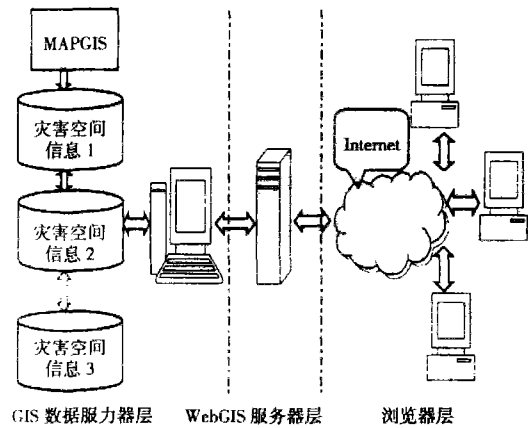 MAPGIS
灾害空间
信息 1
Internet
灾害空间
信息 2
灾害空间
信息 3
GIS 数据服力器层
WebGIS 服务器层
浏览器层